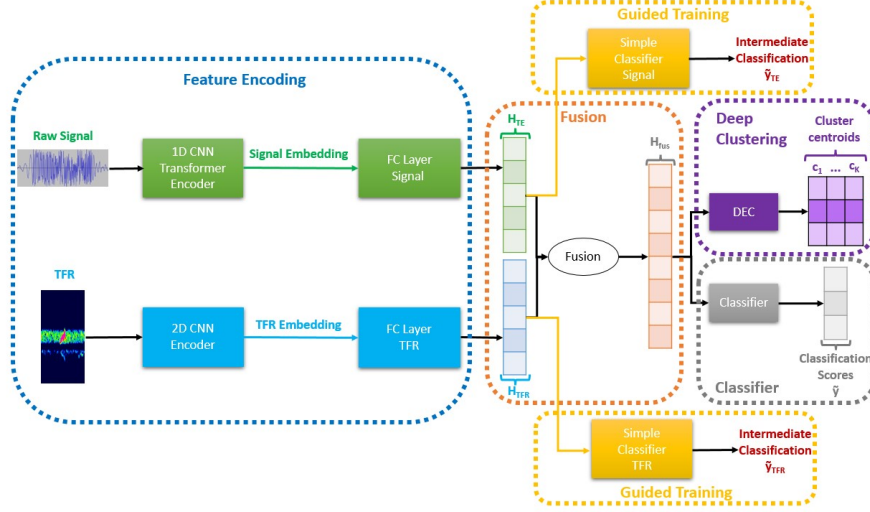 Guided Training
Simple
Classifier
Signal
Intermediate
Classification
ỹTE
Feature Encoding
Raw Signal
1D CNN
Transformer
Encoder
Signal Embedding
FC Layer
Signal
HTE
Fusion
Hfus
Fusion
Deep
Clustering
Cluster
centroids
c1 ... cK
DEC
TFR
2D CNN
Encoder
TFR Embedding
FC Layer
TFR
HTFR
Classifier
Classification
Scores
ỹ
Classifier
Simple
Classifier
TFR
Intermediate
Classification
ỹTFR
Guided Training